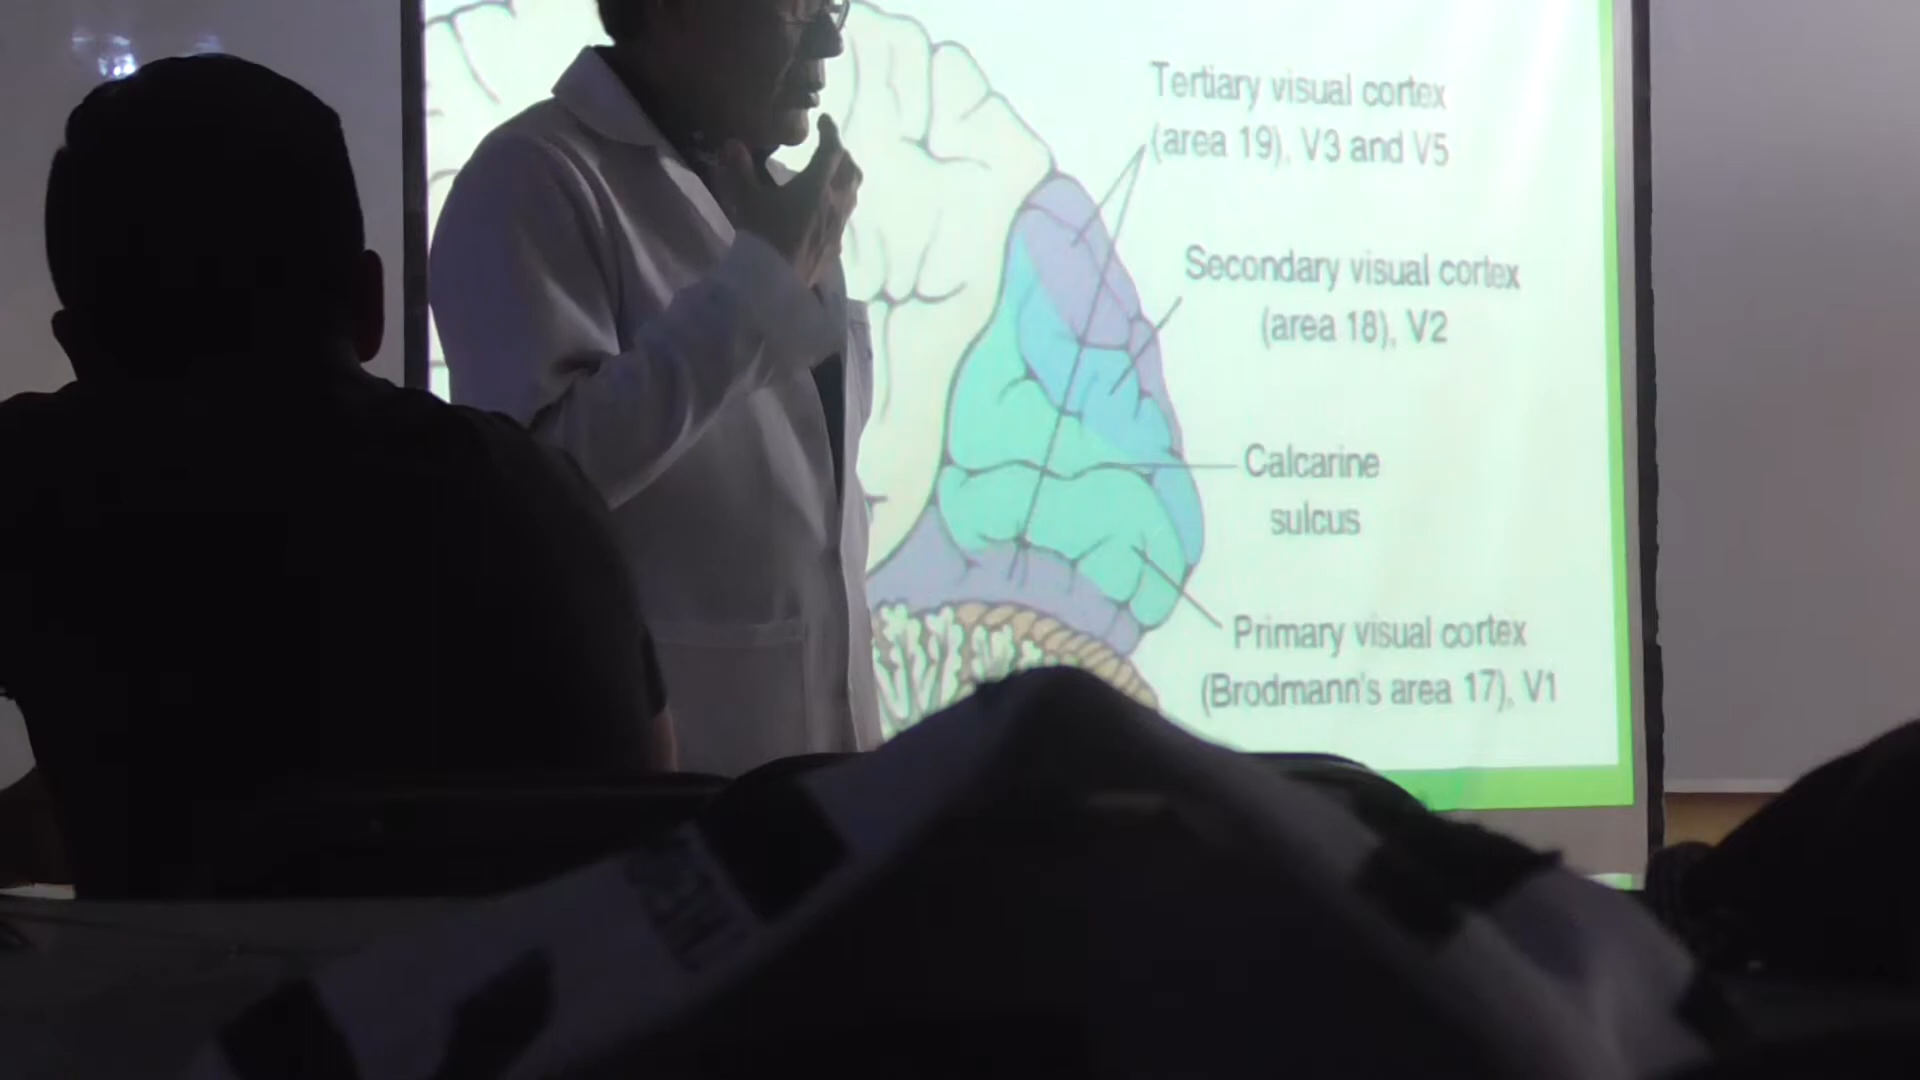 Tertiary visual cortex
(area 19), V3 and V5
Secondary visual cortex
(area 18), V2
Calcarine
sulcus
Primary visual cortex
(Brodmann's area 17), V1